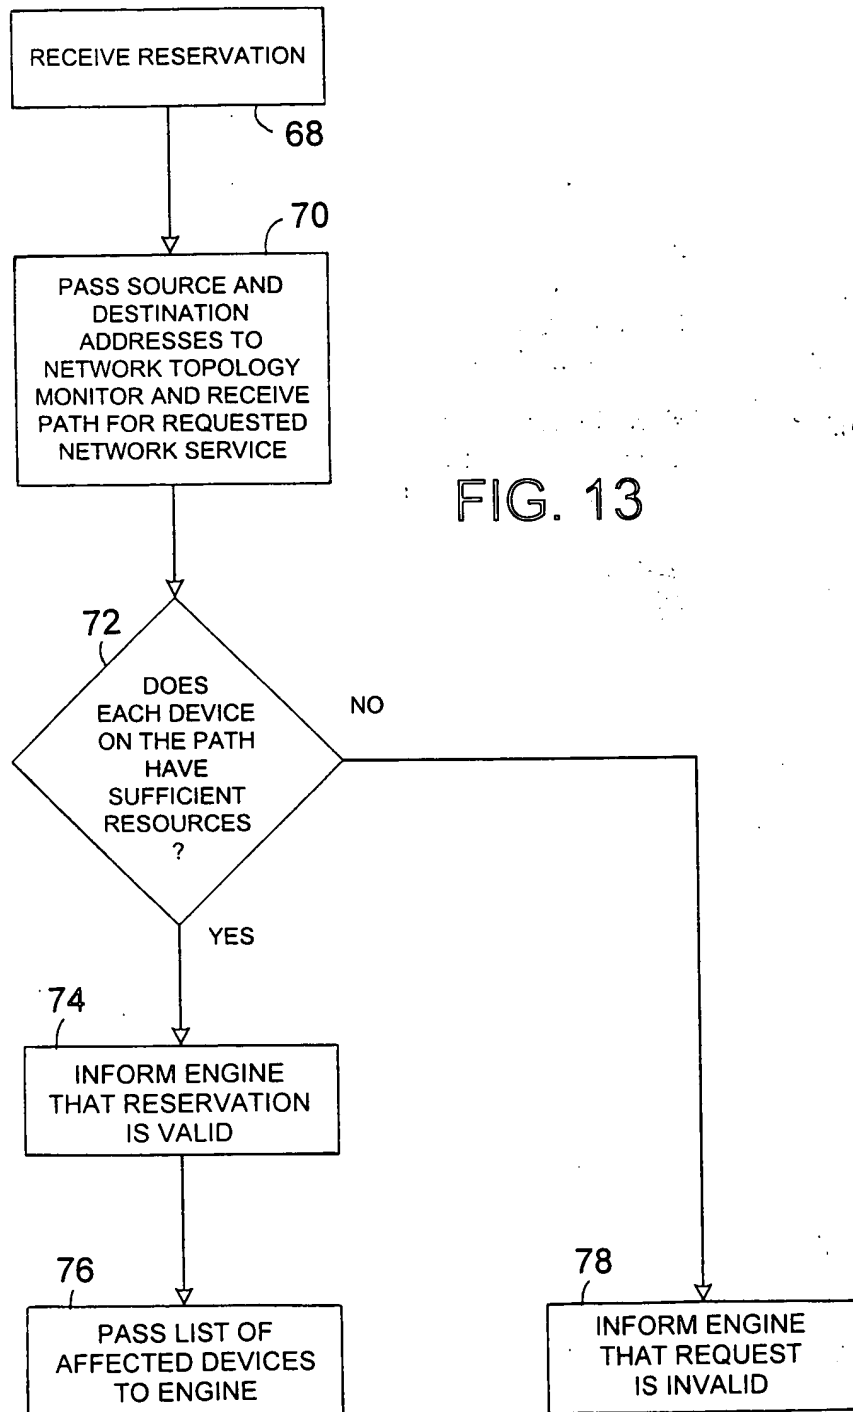 RECEIVE RESERVATION
68
70
PASS SOURCE AND
DESTINATION
ADDRESSES TO
NETWORK TOPOLOGY
MONITOR AND RECEIVE
PATH FOR REQUESTED
NETWORK SERVICE
FIG. 13
72
DOES
EACH DEVICE
ON THE PATH
HAVE
SUFFICIENT
RESOURCES
?
NO
YES
74
INFORM ENGINE
THAT RESERVATION
IS VALID
76
PASS LIST OF
AFFECTED DEVICES
TO ENGINE
78
INFORM ENGINE
THAT REQUEST
IS INVALID